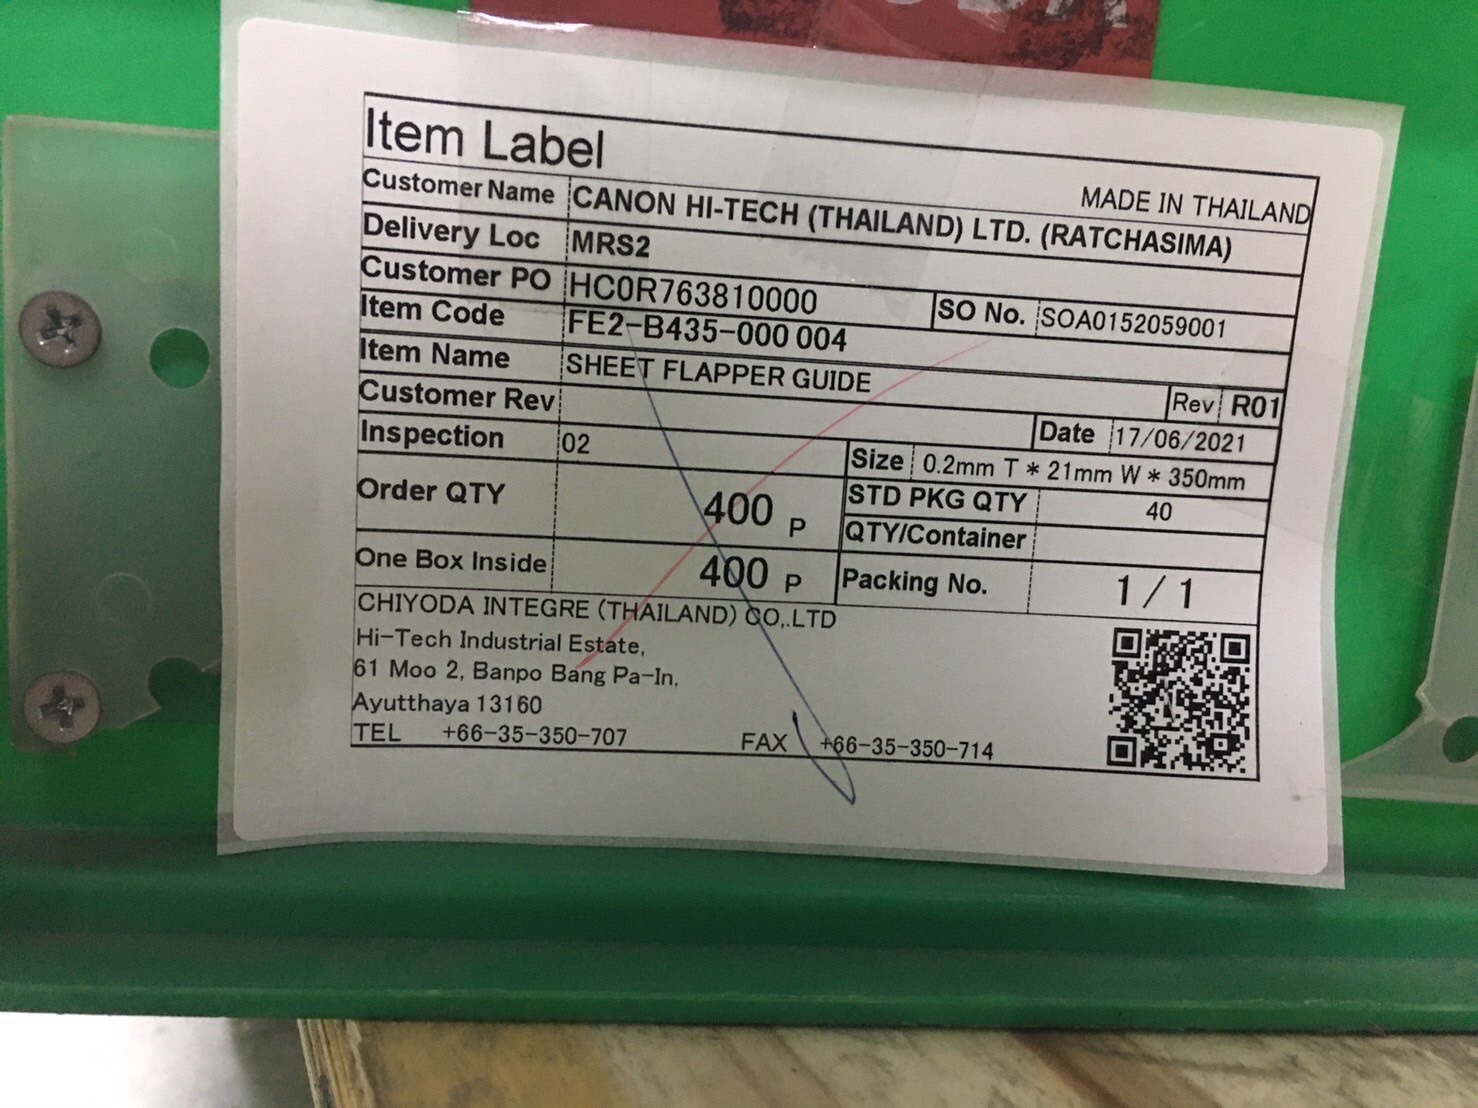 Item Label
MADE IN THAILAND
Customer Name CANON HI-TECH (THAILAND) LTD. (RATCHASIMA)
Delivery Loc MRS2
Customer PO HC0R763810000 SO No. SOA0152059001
Item Code FE2-B435-000 004
Item Name SHEET FLAPPER GUIDE Rev R01
Customer Rev Date 17/06/2021
Inspection 02 Size 0.2mm T * 21mm W * 350mm
Order QTY 400 P STD PKG QTY 40
QTY/Container
One Box Inside 400 P Packing No. 1 / 1
CHIYODA INTEGRE (THAILAND) CO,.LTD
Hi-Tech Industrial Estate,
61 Moo 2, Banpo Bang Pa-In,
Ayutthaya 13160
TEL +66-35-350-707 FAX +66-35-350-714